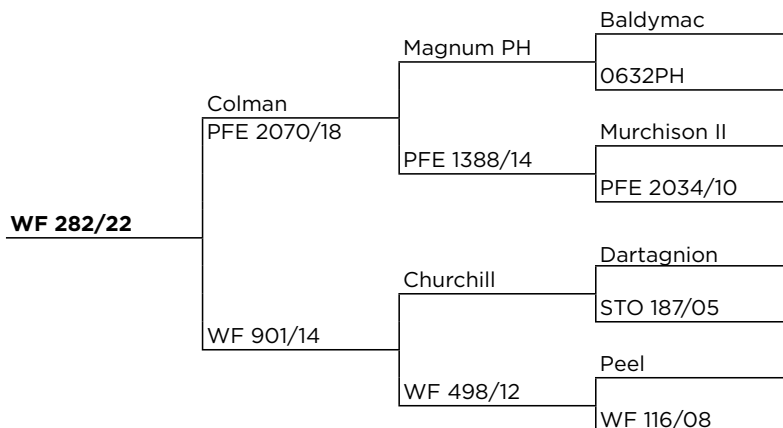 Baldymac
Magnum PH
0632PH
Colman
PFE 2070/18
Murchison II
PFE 1388/14
PFE 2034/10
WF 282/22
Dartagnion
Churchill
STO 187/05
WF 901/14
Peel
WF 498/12
WF 116/08